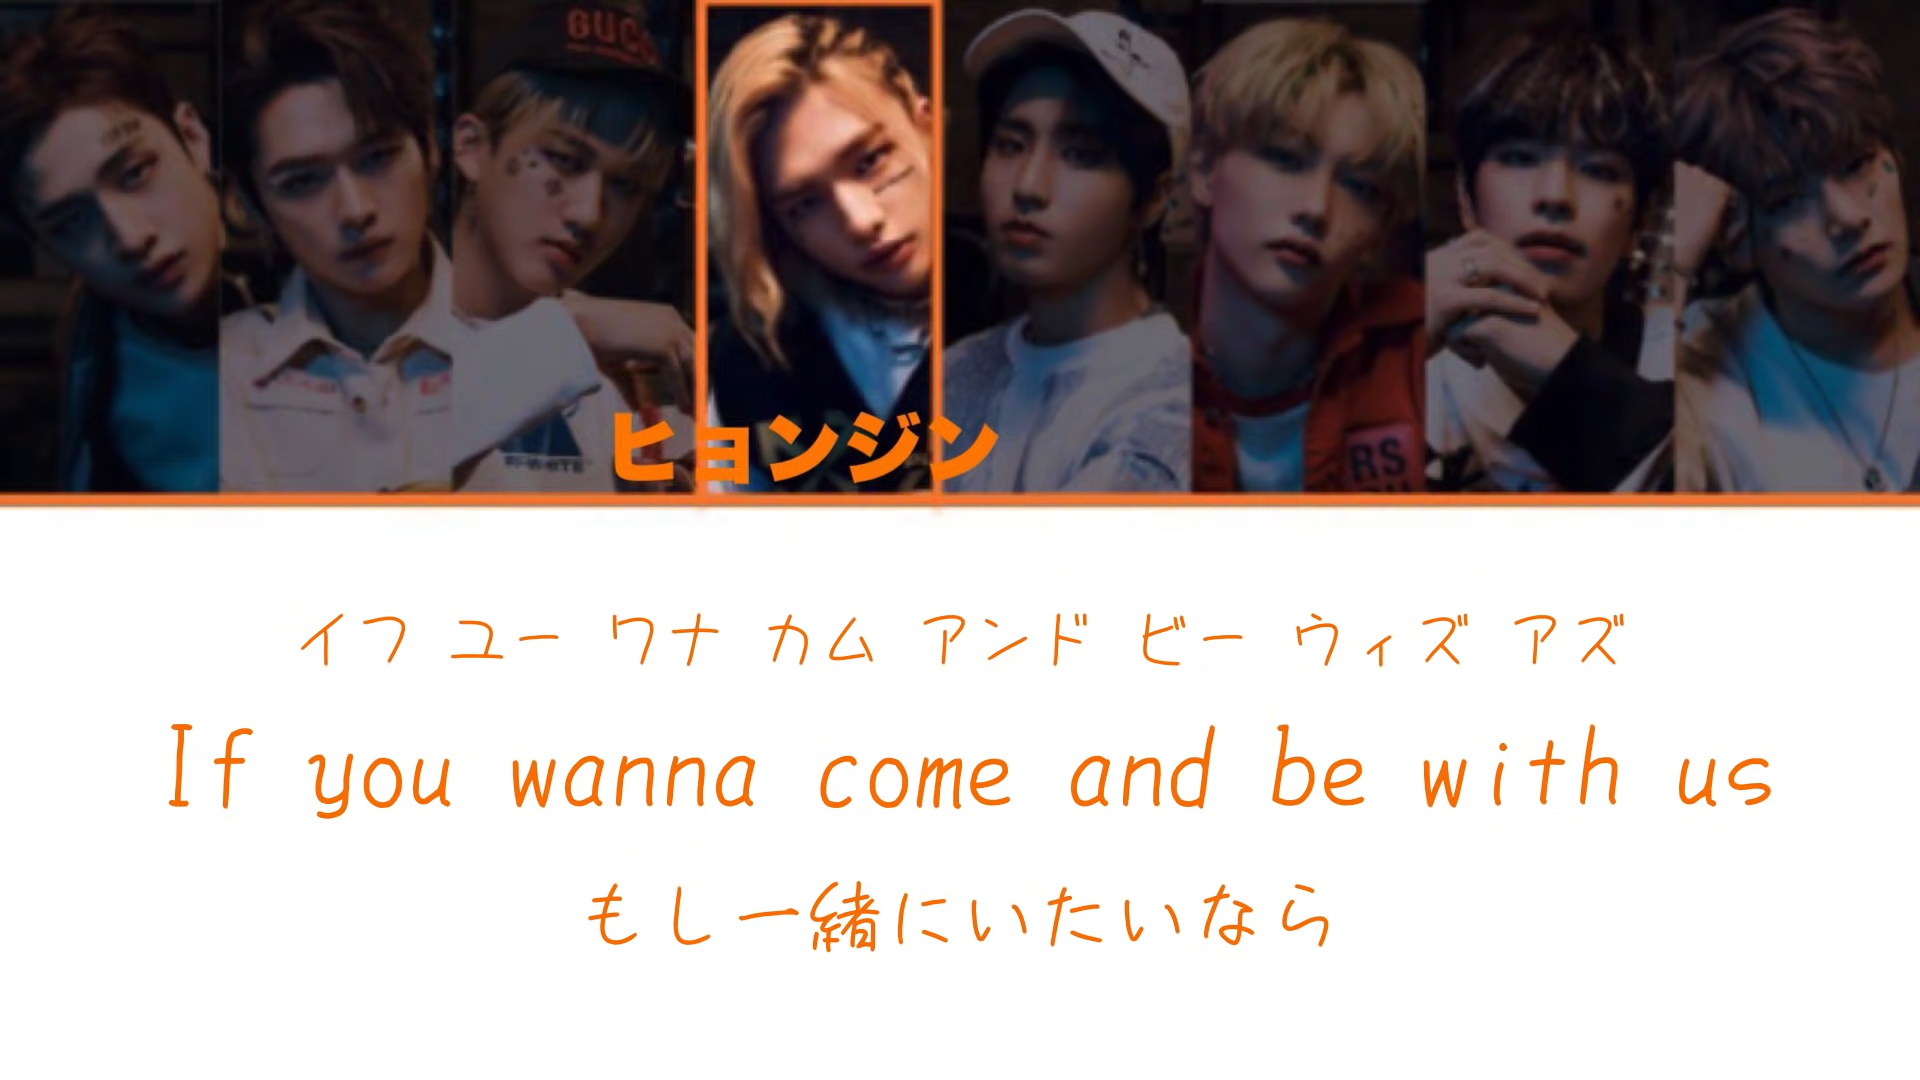 GUCC
RS
ヒョンジン
イフ ユー ワナ カム アンド ビー ウィズ アズ
If you wanna come and be with us
もし一緒にいたいなら